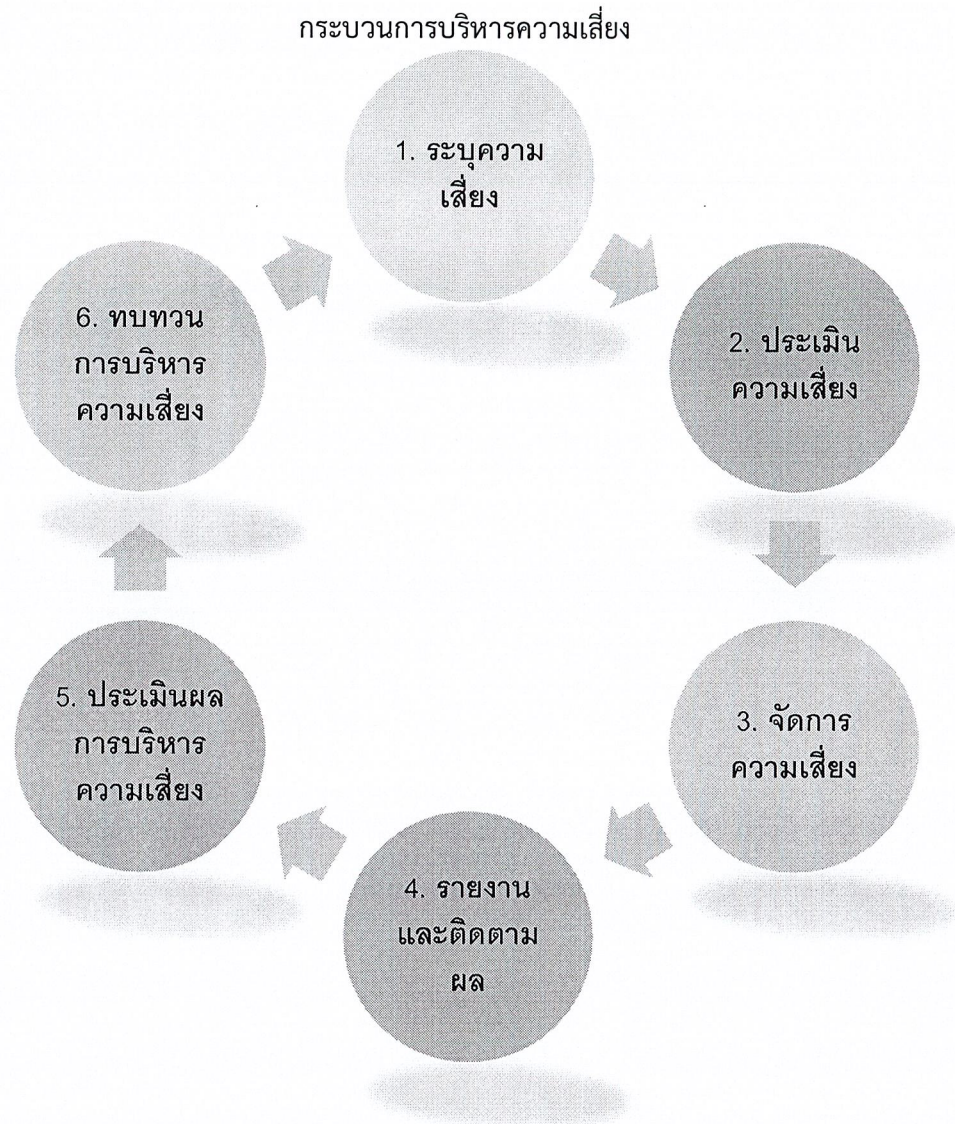 กระบวนการบริหารความเสี่ยง
1. ระบุความ
เสี่ยง
2. ประเมิน
ความเสี่ยง
3. จัดการ
ความเสี่ยง
4. รายงาน
และติดตาม
ผล
5. ประเมินผล
การบริหาร
ความเสี่ยง
6. ทบทวน
การบริหาร
ความเสี่ยง